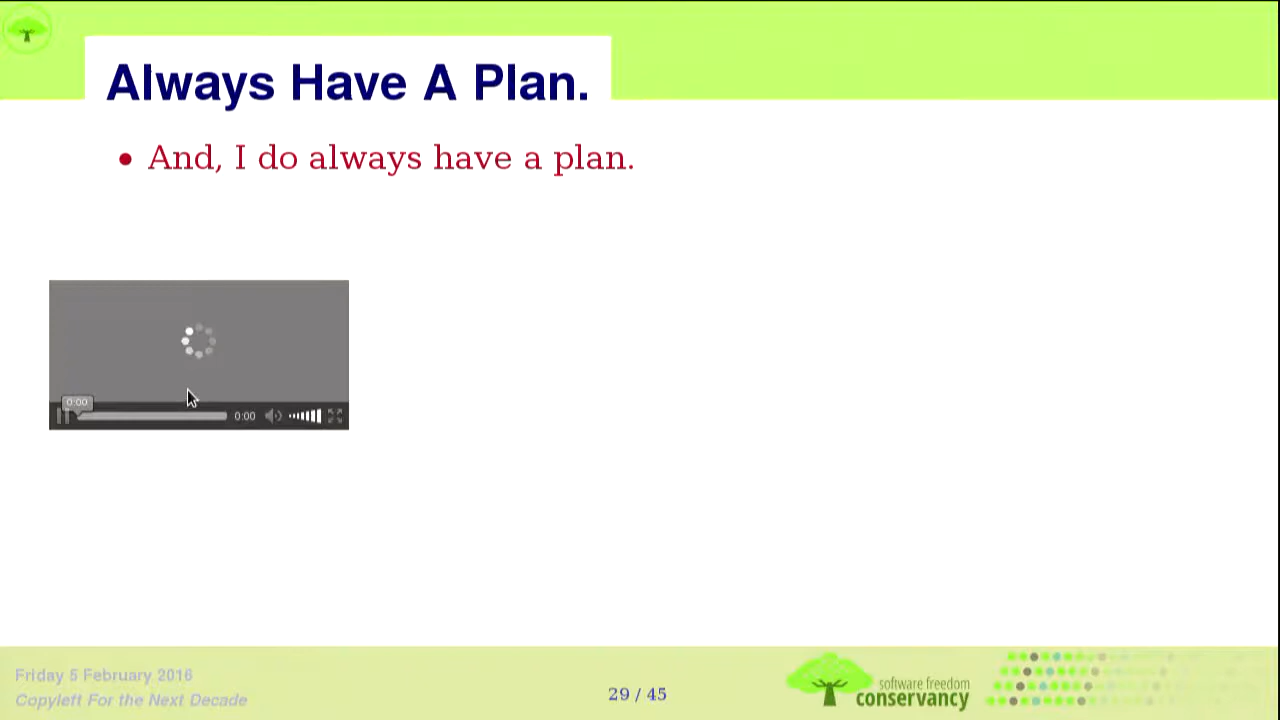 Always Have A Plan.
• And, I do always have a plan.
0:00
0:00
Friday 5 February 2016
Copyleft For the Next Decade
29 / 45
software freedom
conservancy